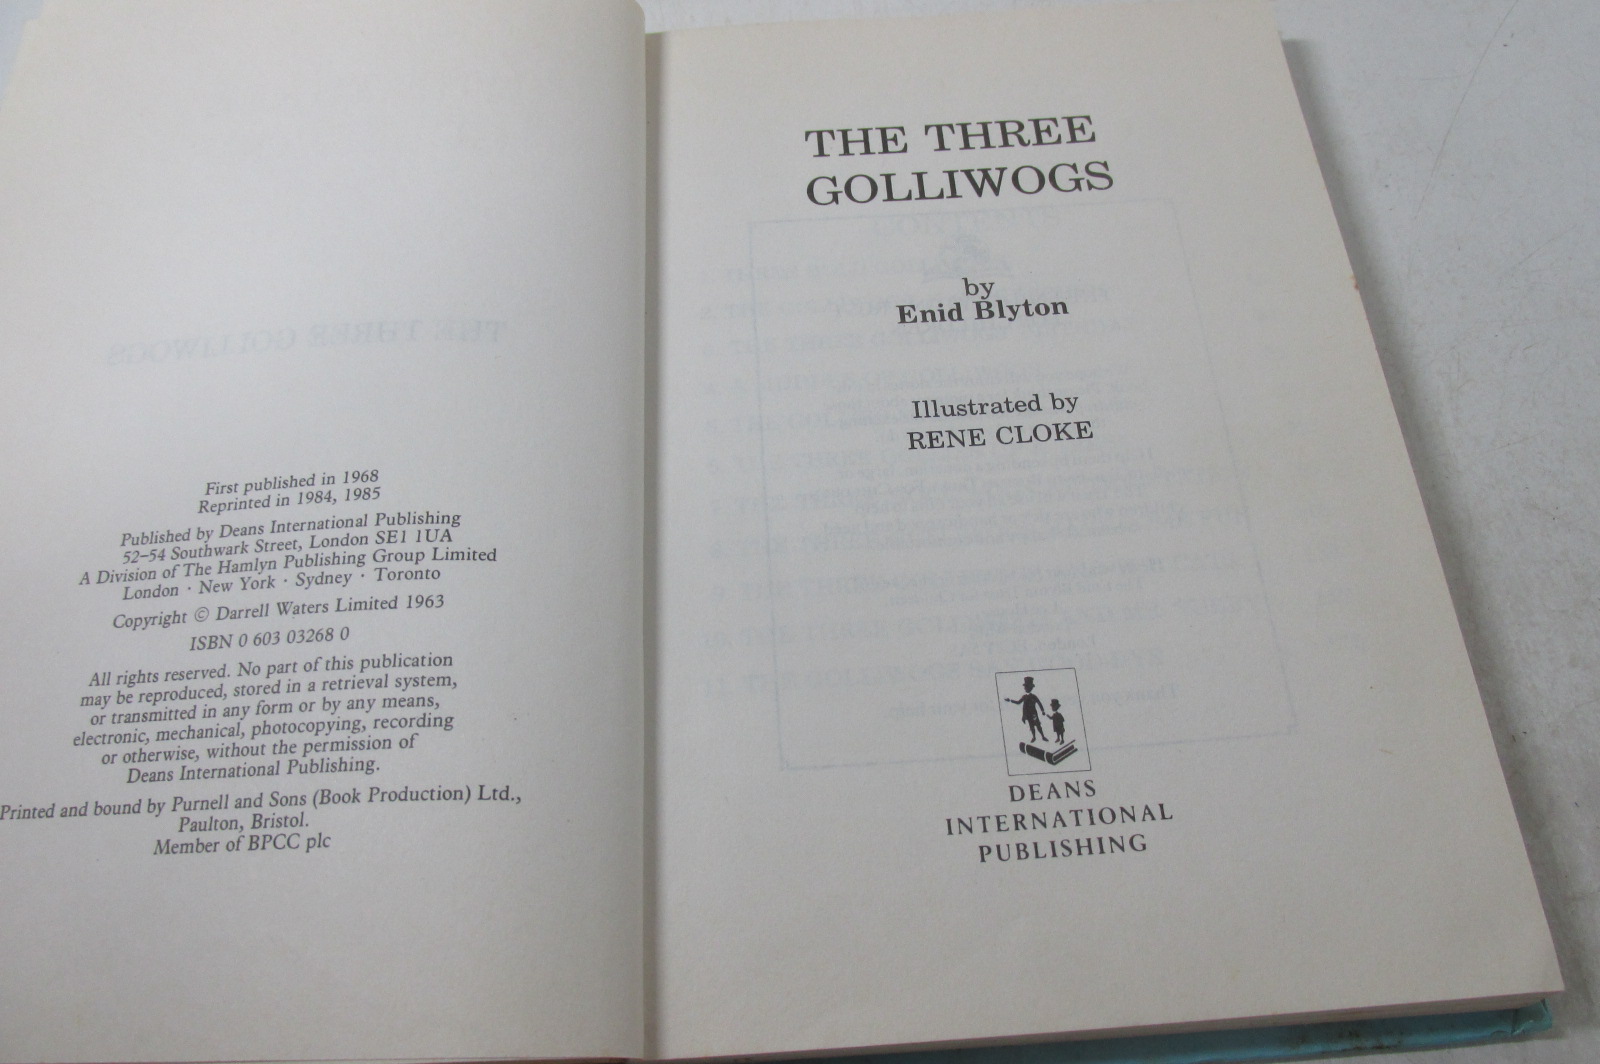 First published in 1968
Reprinted in 1984, 1985
Published by Deans International Publishing
52–54 Southwark Street, London SE1 1UA
A Division of The Hamlyn Publishing Group Limited
London · New York · Sydney · Toronto
Copyright © Darrell Waters Limited 1963
ISBN 0 603 03268 0
All rights reserved. No part of this publication
may be reproduced, stored in a retrieval system,
or transmitted in any form or by any means,
electronic, mechanical, photocopying, recording
or otherwise, without the permission of
Deans International Publishing.
Printed and bound by Purnell and Sons (Book Production) Ltd.,
Paulton, Bristol.
Member of BPCC plc
THE THREE
GOLLIWOGS
by
Enid Blyton
Illustrated by
RENE CLOKE
DEANS
INTERNATIONAL
PUBLISHING